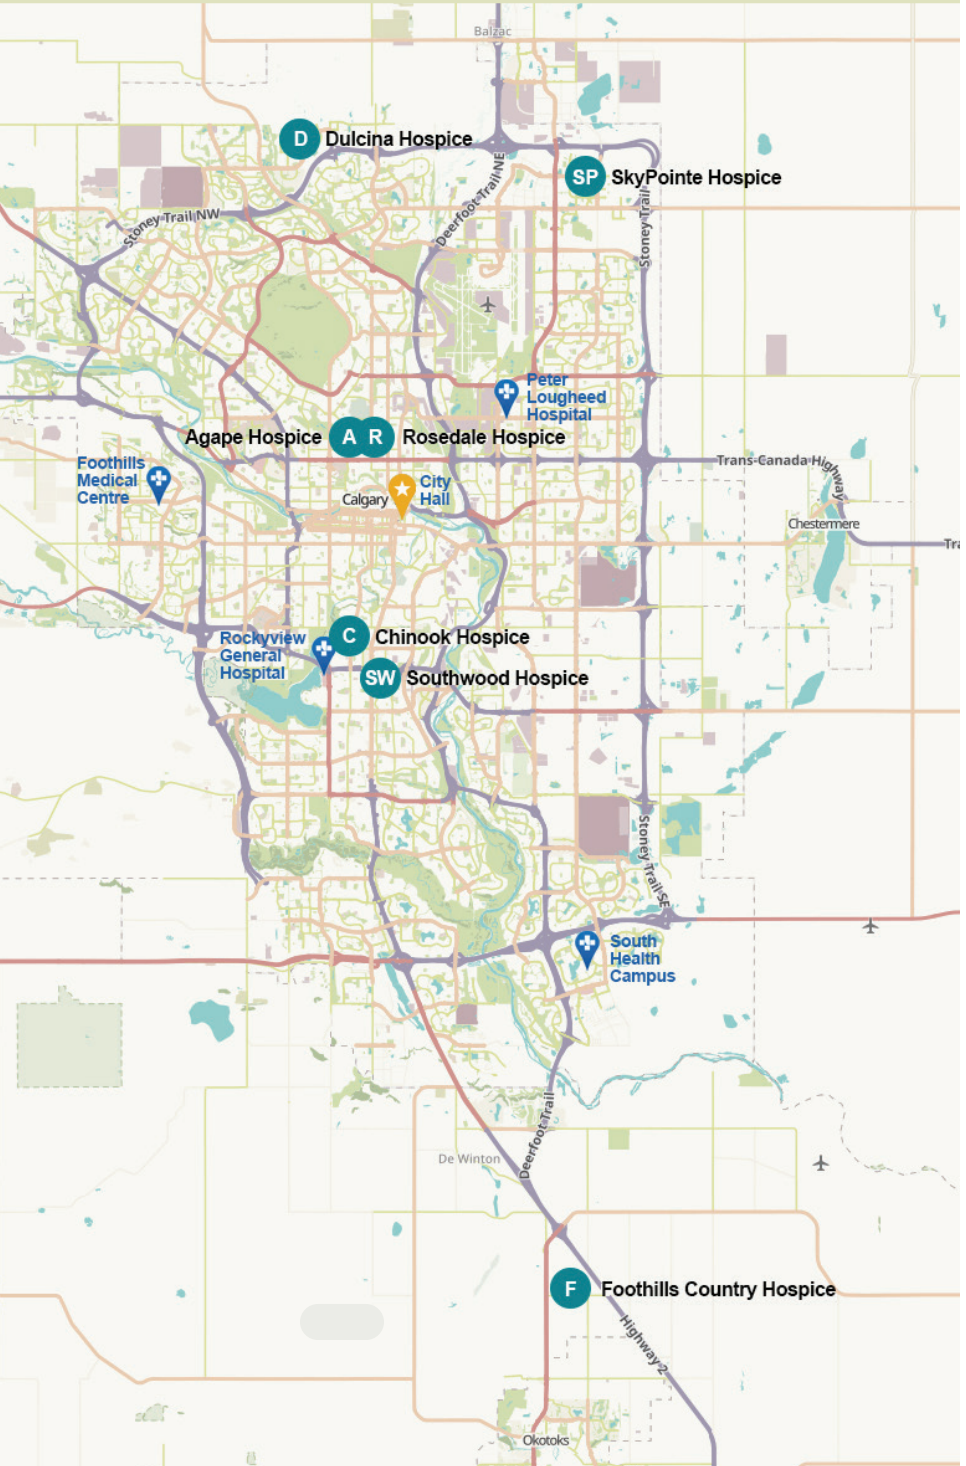 Balzac
D Dulcina Hospice
SP SkyPointe Hospice
Deerfoot Trail NE
Stoney Trail NW
Stoney Trail
Peter
Lougheed
Hospital
Agape Hospice A R Rosedale Hospice
Trans-Canada Highway
Foothills
Medical
Centre
City
Hall
Calgary
Chestermere
Tra
C Chinook Hospice
Rockyview
General
Hospital
SW Southwood Hospice
Stoney Trail SE
South
Health
Campus
Deerfoot Trail
De Winton
F Foothills Country Hospice
Highway 2
Okotoks